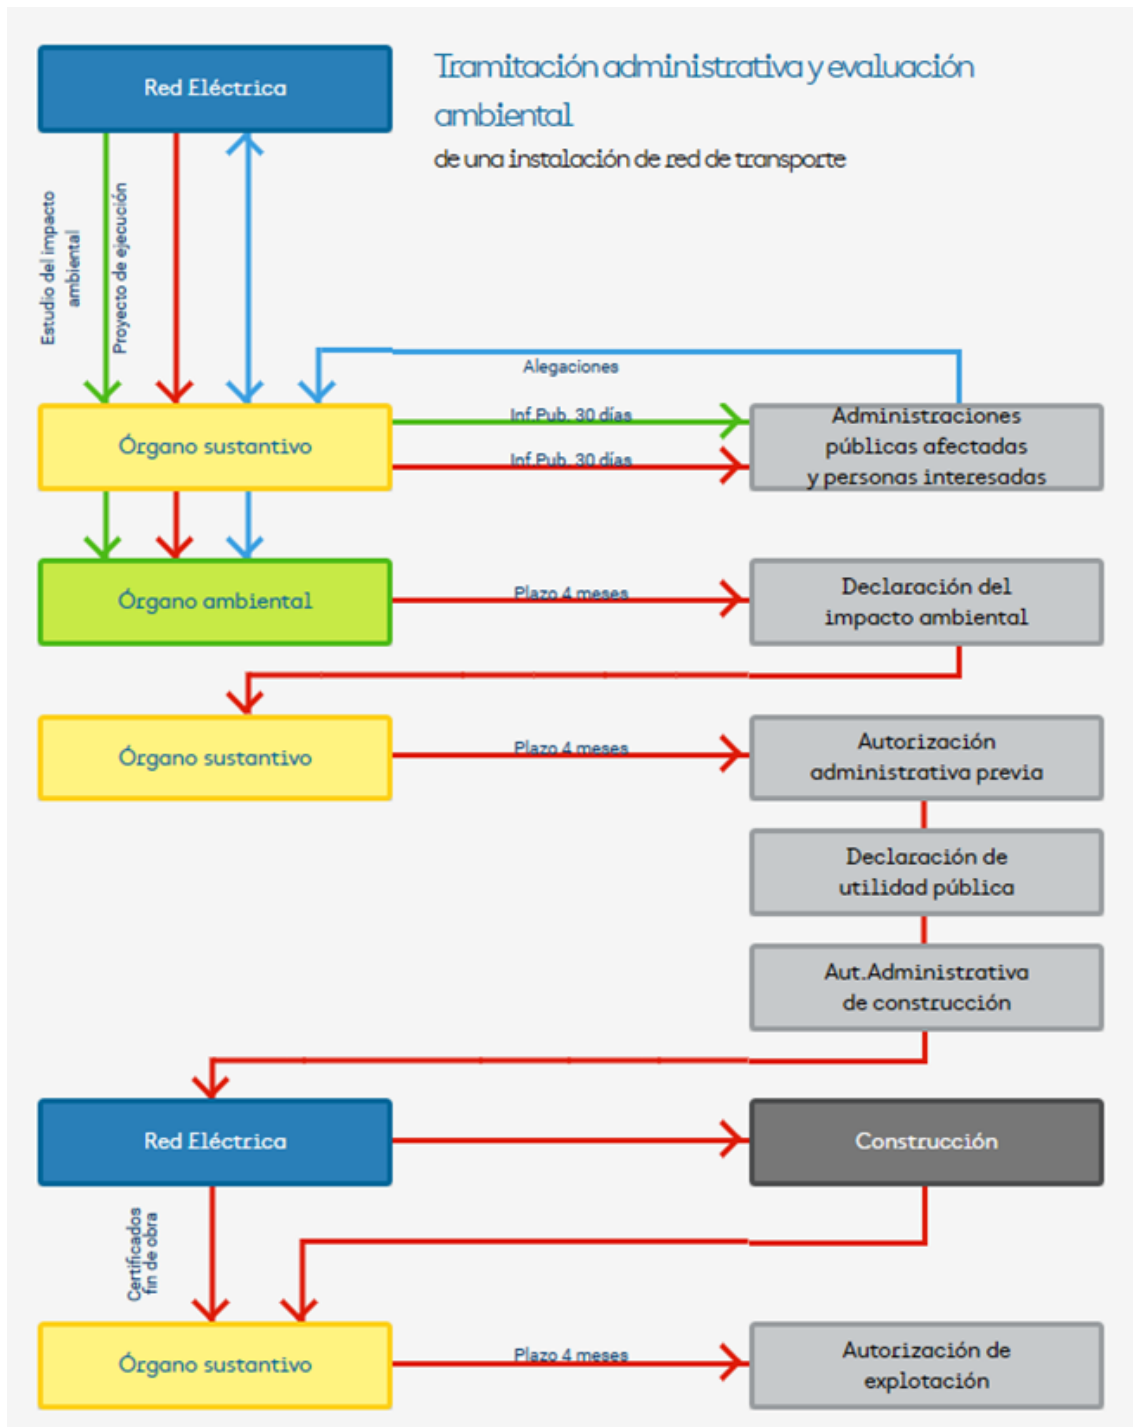 Red Eléctrica
Tramitación administrativa y evaluación
ambiental
de una instalación de red de transporte
Estudio del impacto
ambiental
Proyecto de ejecución
Alegaciones
Órgano sustantivo
Inf.Pub. 30 días
Inf.Pub. 30 días
Administraciones
públicas afectadas
y personas interesadas
Órgano ambiental
Plazo 4 meses
Declaración del
impacto ambiental
Órgano sustantivo
Plazo 4 meses
Autorización
administrativa previa
Declaración de
utilidad pública
Aut.Administrativa
de construcción
Red Eléctrica
Construcción
Certificados
fin de obra
Órgano sustantivo
Plazo 4 meses
Autorización de
explotación